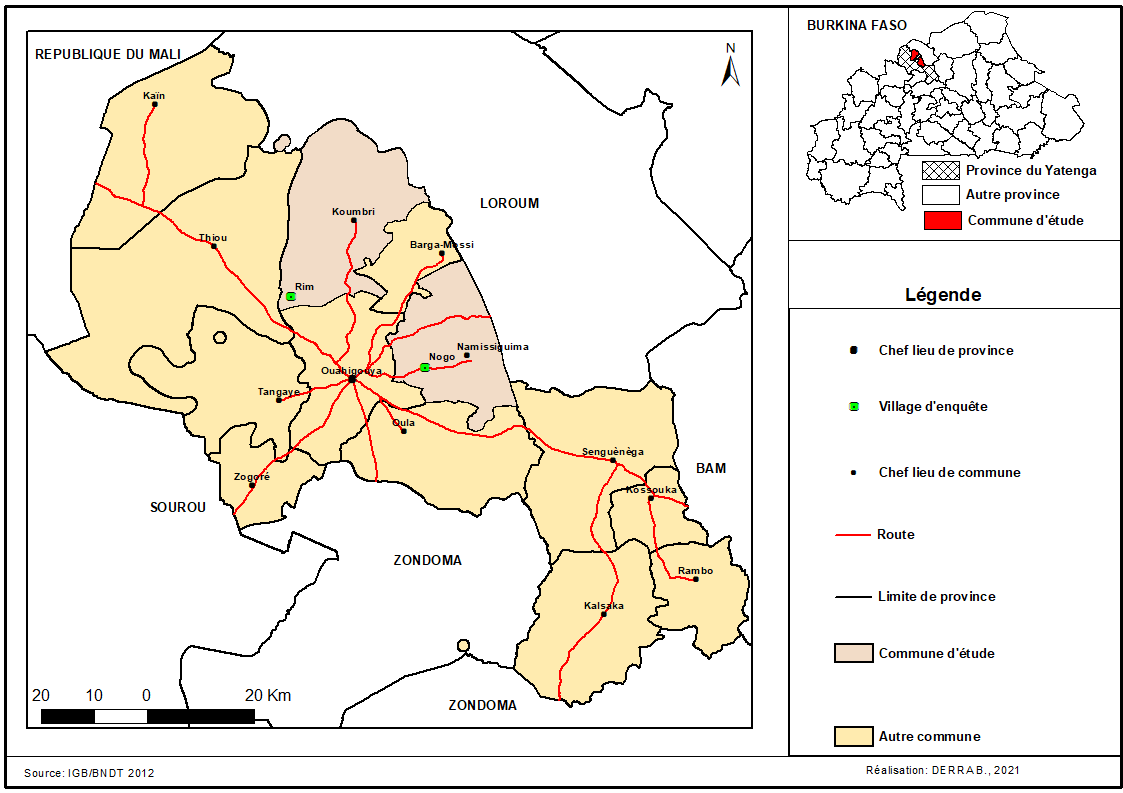 REPUBLIQUE DU MALI
N
Kaïn
Koumbri
LOROUM
Thiou
Barga-Mossi
Rim
Namissiguima
Nogo
Ouahigouya
Tangaye
Oula
Senguènèga
Zogoré
BAM
Kossouka
SOUROU
ZONDOMA
Rambo
Kalsaka
20 10 0 20 Km
ZONDOMA
BURKINA FASO
Province du Yatenga
Autre province
Commune d'étude
Légende
Chef lieu de province
Village d'enquête
Chef lieu de commune
Route
Limite de province
Commune d'étude
Autre commune
Source: IGB/BNDT 2012
Réalisation: DERRA B., 2021